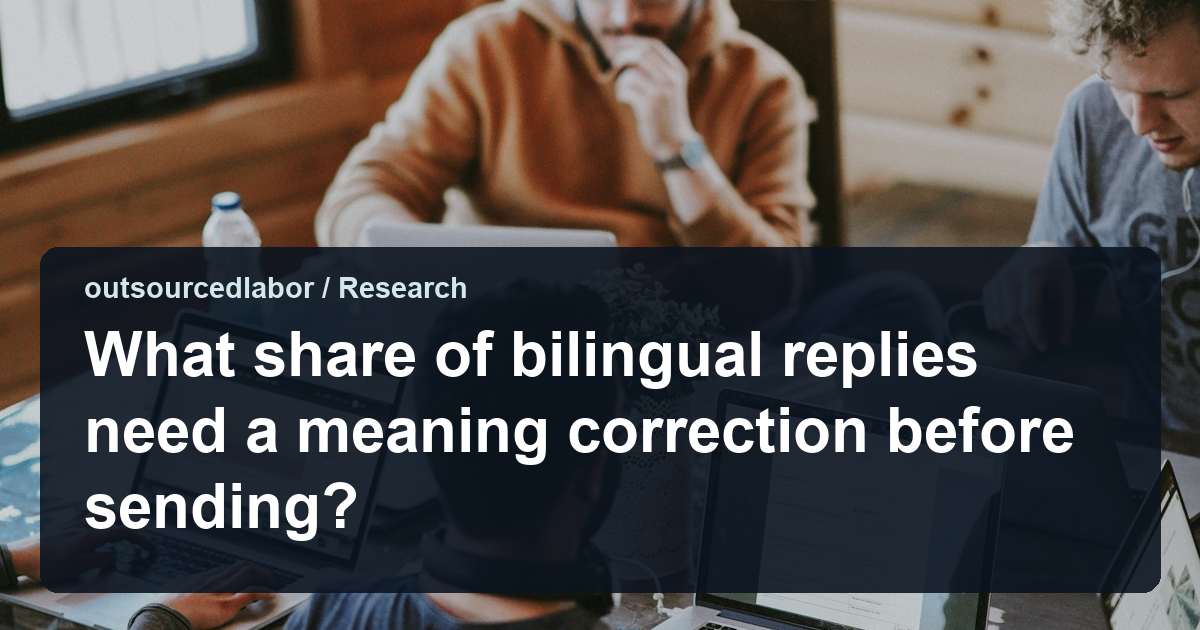 outsourcedlabor / Research
What share of bilingual replies
need a meaning correction before
sending?